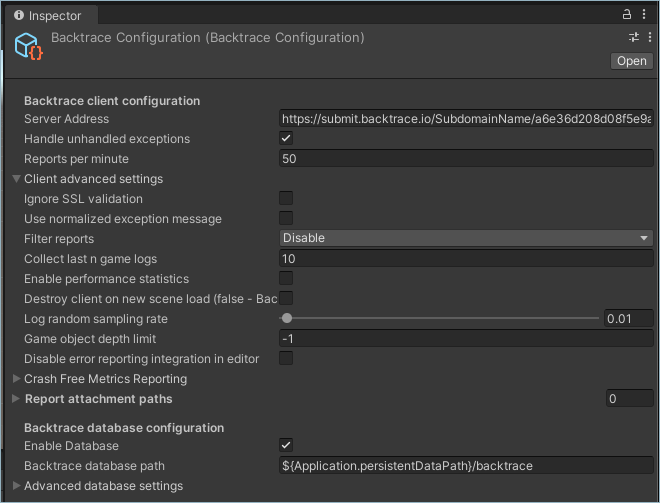 Inspector
Backtrace Configuration (Backtrace Configuration)
Open
Backtrace client configuration
Server Address https://submit.backtrace.io/SubdomainName/a6e36d208d08f5e9a
Handle unhandled exceptions
Reports per minute 50
Client advanced settings
Ignore SSL validation
Use normalized exception message
Filter reports Disable
Collect last n game logs 10
Enable performance statistics
Destroy client on new scene load (false - Bac
Log random sampling rate 0.01
Game object depth limit -1
Disable error reporting integration in editor
Crash Free Metrics Reporting
Report attachment paths 0
Backtrace database configuration
Enable Database
Backtrace database path ${Application.persistentDataPath}/backtrace
Advanced database settings